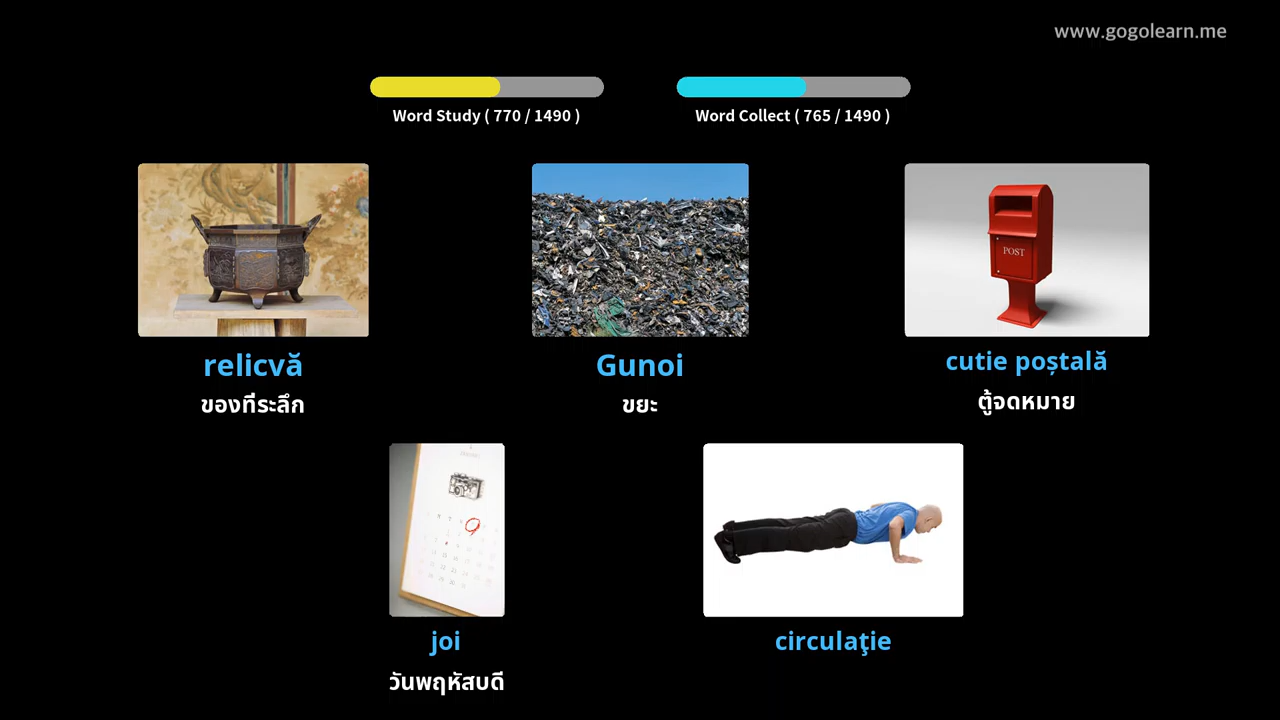 www.gogolearn.me
Word Study ( 770 / 1490 )
Word Collect ( 765 / 1490 )
relicvă
ของที่ระลึก
Gunoi
ขยะ
POST
cutie poștală
ตู้จดหมาย
joi
วันพฤหัสบดี
circulaţie